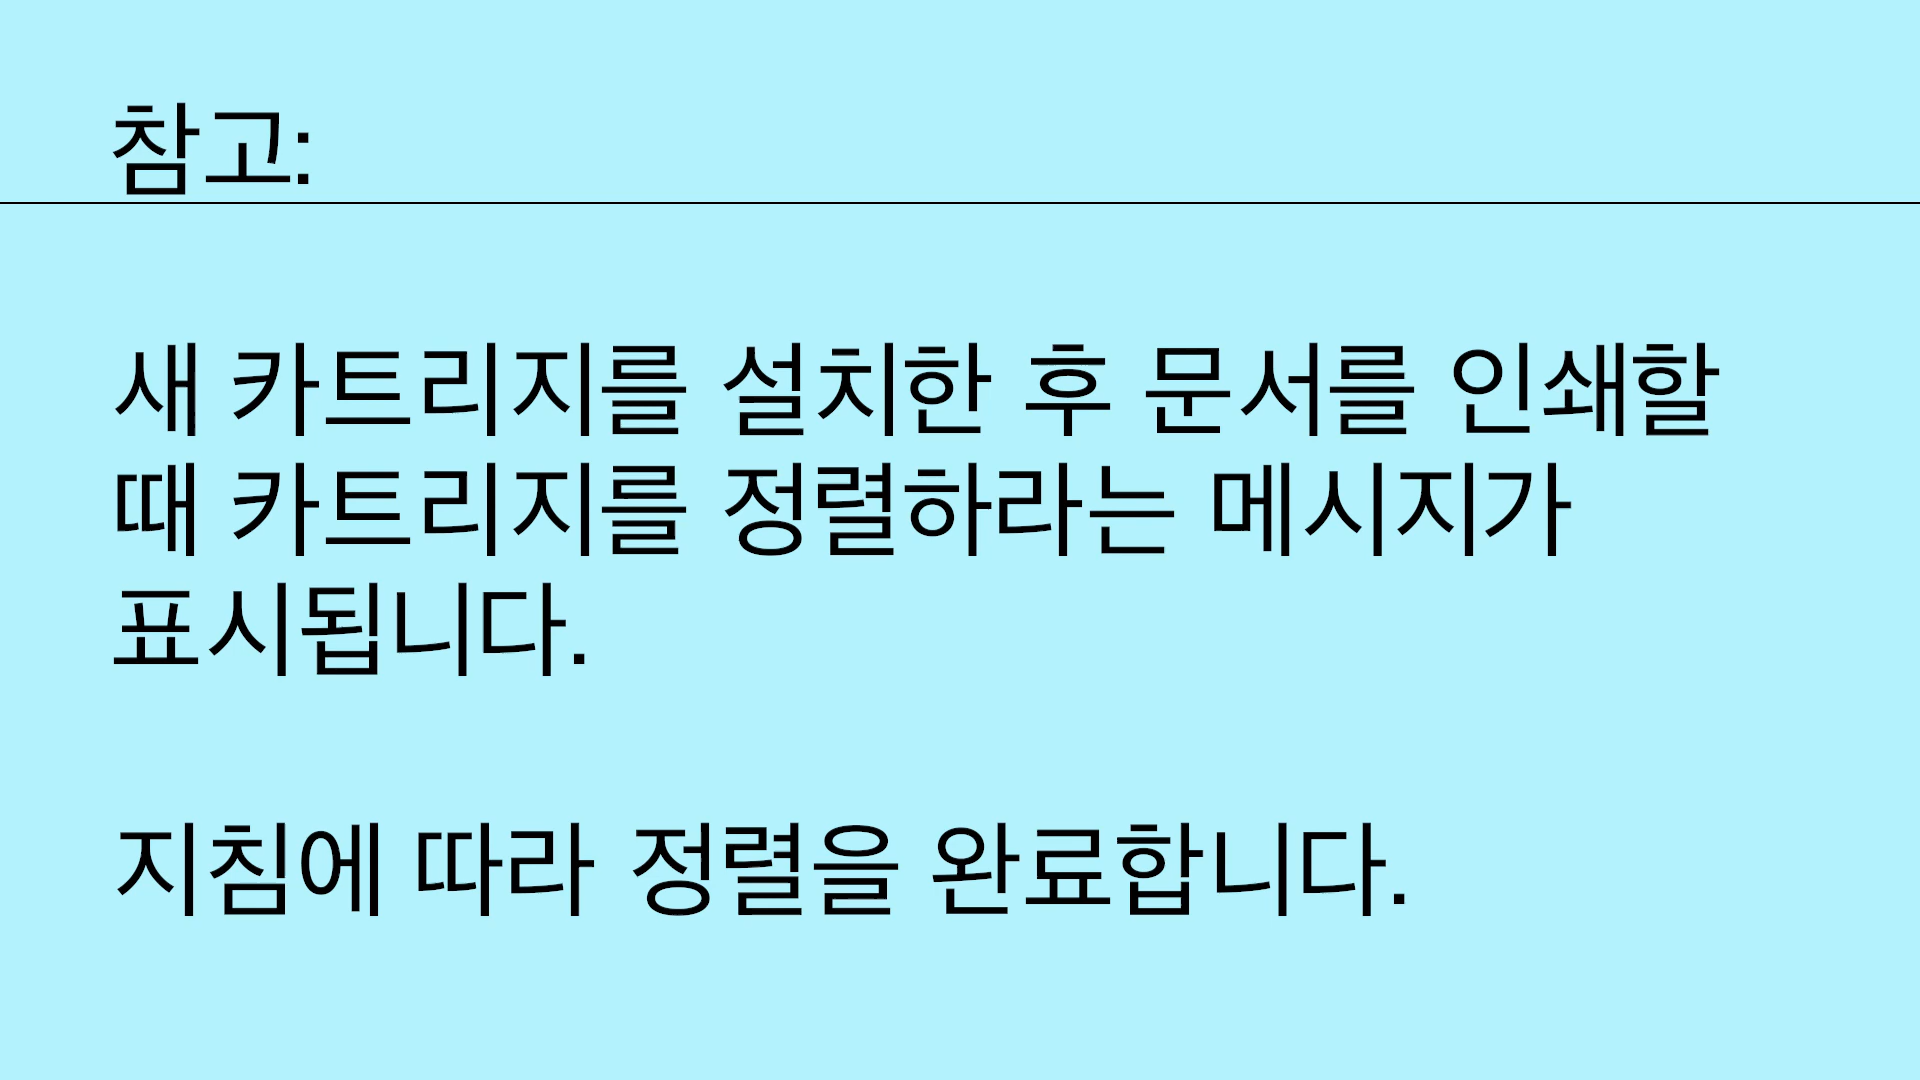 참고:
새 카트리지를 설치한 후 문서를 인쇄할
때 카트리지를 정렬하라는 메시지가
표시됩니다.
지침에 따라 정렬을 완료합니다.